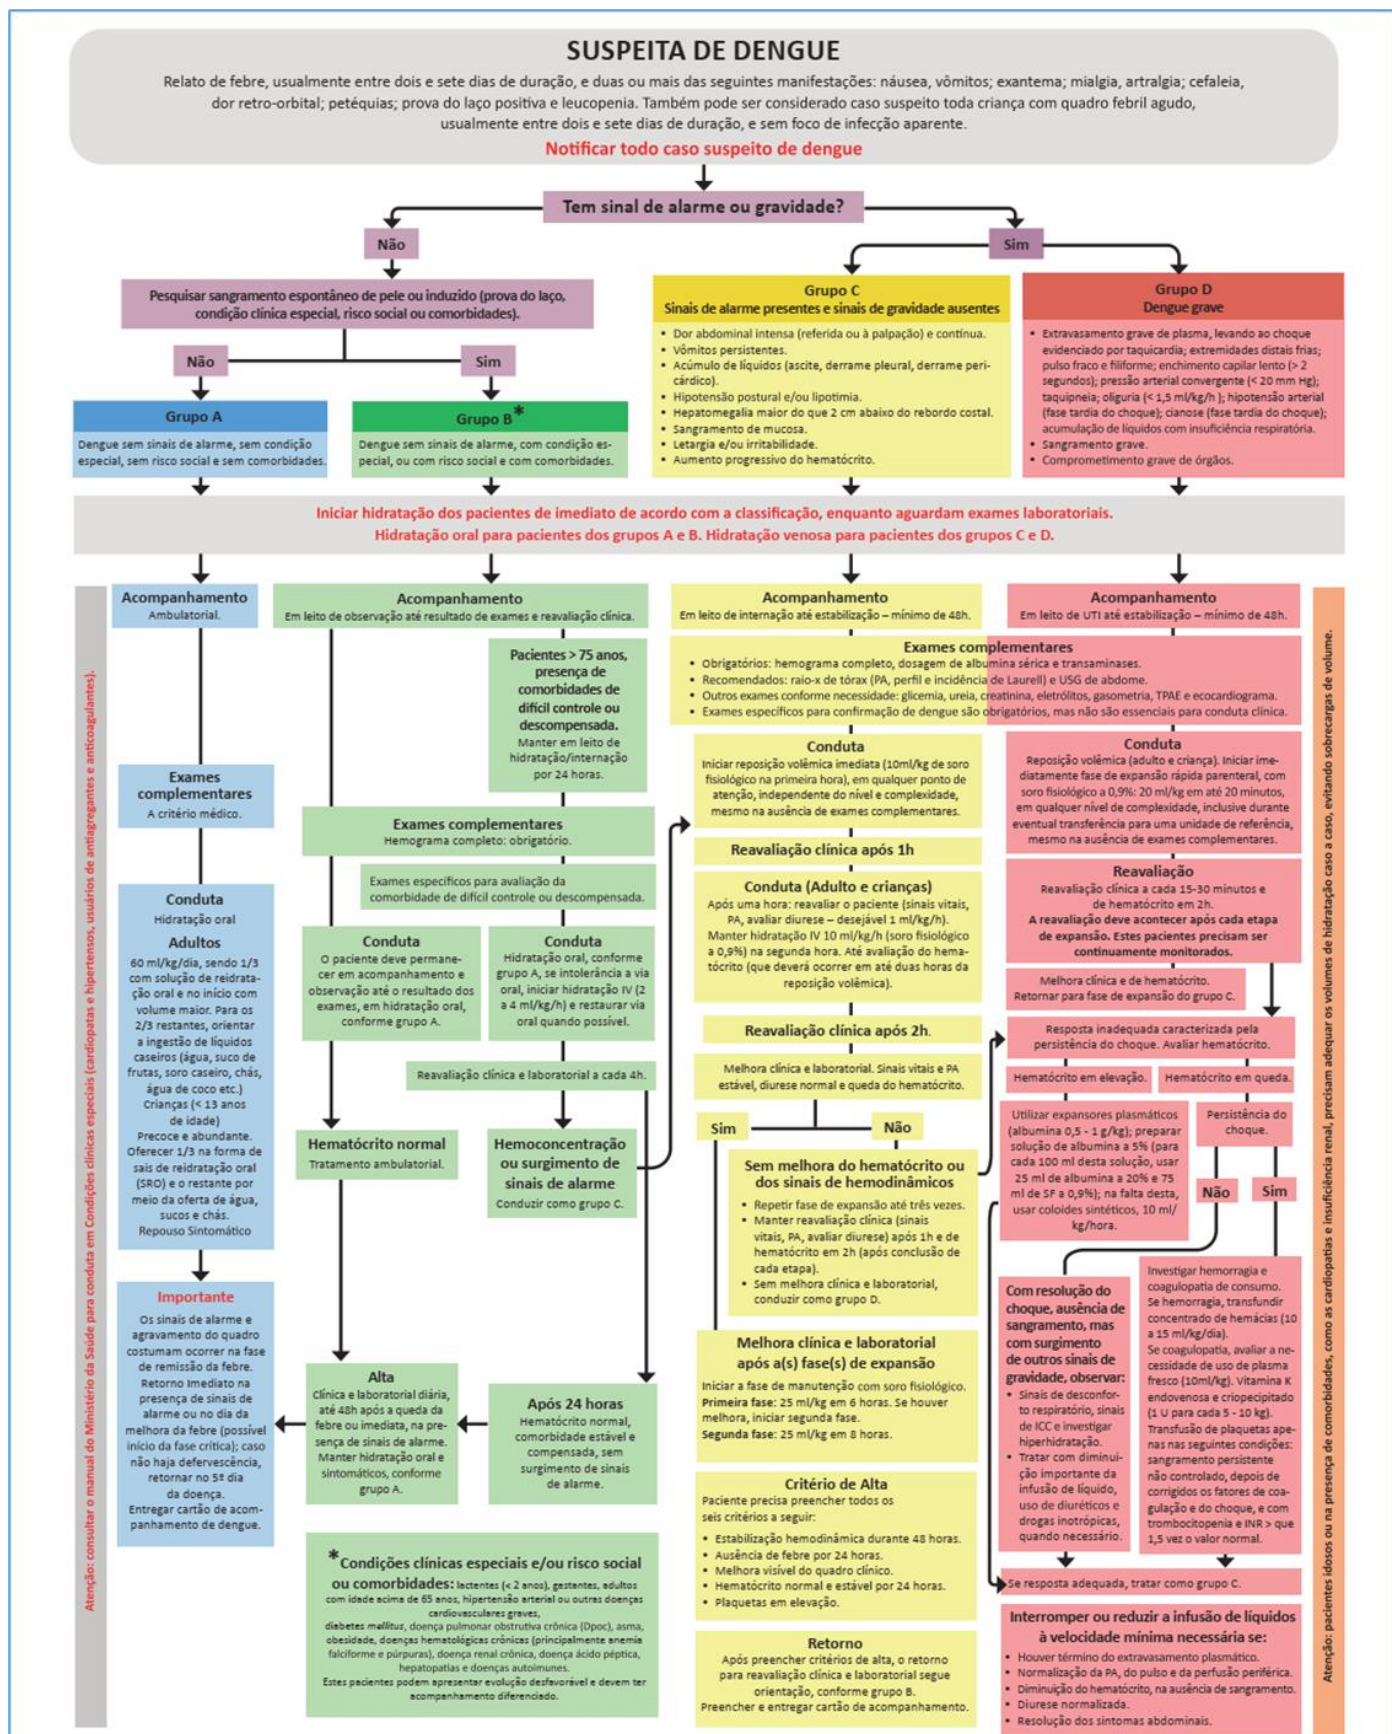 SUSPEITA DE DENGUE
Relato de febre, usualmente entre dois e sete dias de duração, e duas ou mais das seguintes manifestações: náusea, vômitos; exantema; mialgia, artralgia; cefaleia,
dor retro-orbital; petéquias; prova do laço positiva e leucopenia. Também pode ser considerado caso suspeito toda criança com quadro febril agudo,
usualmente entre dois e sete dias de duração, e sem foco de infecção aparente.
Notificar todo caso suspeito de dengue
Tem sinal de alarme ou gravidade?
Não
Sim
Pesquisar sangramento espontâneo de pele ou induzido (prova do laço,
condição clínica especial, risco social ou comorbidades).
Não
Sim
Grupo A
Dengue sem sinais de alarme, sem condição
especial, sem risco social e sem comorbidades.
Grupo B*
Dengue sem sinais de alarme, com condição es-
pecial, ou com risco social e com comorbidades.
Grupo C
Sinais de alarme presentes e sinais de gravidade ausentes
• Dor abdominal intensa (referida ou à palpação) e contínua.
• Vômitos persistentes.
• Acúmulo de líquidos (ascite, derrame pleural, derrame peri-
cárdico).
• Hipotensão postural e/ou lipotimia.
• Hepatomegalia maior do que 2 cm abaixo do rebordo costal.
• Sangramento de mucosa.
• Letargia e/ou irritabilidade.
• Aumento progressivo do hematócrito.
Grupo D
Dengue grave
• Extravasamento grave de plasma, levando ao choque
evidenciado por taquicardia; extremidades distais frias;
pulso fraco e filiforme; enchimento capilar lento (> 2
segundos); pressão arterial convergente (< 20 mm Hg);
taquipneia; oliguria (< 1,5 ml/kg/h ); hipotensão arterial
(fase tardia do choque); cianose (fase tardia do choque);
acumulação de líquidos com insuficiência respiratória.
• Sangramento grave.
• Comprometimento grave de órgãos.
Iniciar hidratação dos pacientes de imediato de acordo com a classificação, enquanto aguardam exames laboratoriais.
Hidratação oral para pacientes dos grupos A e B. Hidratação venosa para pacientes dos grupos C e D.
Atenção: consultar o manual do Ministério da Saúde para conduta em Condições clínicas especiais (cardiopatas e hipertensos, usuários de antiagregantes e anticoagulantes).
Acompanhamento
Ambulatorial.
Exames
complementares
A critério médico.
Conduta
Hidratação oral
Adultos
60 ml/kg/dia, sendo 1/3
com solução de reidrata-
ção oral e no início com
volume maior. Para os
2/3 restantes, orientar
a ingestão de líquidos
caseiros (água, suco de
frutas, soro caseiro, chás,
água de coco etc.)
Crianças (< 13 anos
de idade)
Precoce e abundante.
Oferecer 1/3 na forma de
sais de reidratação oral
(SRO) e o restante por
meio da oferta de água,
sucos e chás.
Repouso Sintomático
Importante
Os sinais de alarme e
agravamento do quadro
costumam ocorrer na fase
de remissão da febre.
Retorno Imediato na
presença de sinais de
alarme ou no dia da
melhora da febre (possível
início da fase crítica); caso
não haja defervescência,
retornar no 5º dia
da doença.
Entregar cartão de acom-
panhamento de dengue.
Acompanhamento
Em leito de observação até resultado de exames e reavaliação clínica.
Pacientes > 75 anos,
presença de
comorbidades de
difícil controle ou
descompensada.
Manter em leito de
hidratação/internação
por 24 horas.
Exames complementares
Hemograma completo: obrigatório.
Exames específicos para avaliação da
comorbidade de difícil controle ou descompensada.
Conduta
O paciente deve permane-
cer em acompanhamento e
observação até o resultado dos
exames, em hidratação oral,
conforme grupo A.
Conduta
Hidratação oral, conforme
grupo A, se intolerância a via
oral, iniciar hidratação IV (2
a 4 ml/kg/h) e restaurar via
oral quando possível.
Reavaliação clínica e laboratorial a cada 4h.
Hematócrito normal
Tratamento ambulatorial.
Hemoconcentração
ou surgimento de
sinais de alarme
Conduzir como grupo C.
Alta
Clínica e laboratorial diária,
até 48h após a queda da
febre ou imediata, na pre-
sença de sinais de alarme.
Manter hidratação oral e
sintomáticos, conforme
grupo A.
Após 24 horas
Hematócrito normal,
comorbidade estável e
compensada, sem
surgimento de sinais
de alarme.
*Condições clínicas especiais e/ou risco social
ou comorbidades: lactentes (< 2 anos), gestantes, adultos
com idade acima de 65 anos, hipertensão arterial ou outras doenças
cardiovasculares graves,
diabetes mellitus, doença pulmonar obstrutiva crônica (Dpoc), asma,
obesidade, doenças hematológicas crônicas (principalmente anemia
falciforme e púrpuras), doença renal crônica, doença ácido péptica,
hepatopatias e doenças autoimunes.
Estes pacientes podem apresentar evolução desfavorável e devem ter
acompanhamento diferenciado.
Acompanhamento
Em leito de internação até estabilização – mínimo de 48h.
Acompanhamento
Em leito de UTI até estabilização – mínimo de 48h.
Exames complementares
• Obrigatórios: hemograma completo, dosagem de albumina sérica e transaminases.
• Recomendados: raio-x de tórax (PA, perfil e incidência de Laurell) e USG de abdome.
• Outros exames conforme necessidade: glicemia, ureia, creatinina, eletrólitos, gasometria, TPAE e ecocardiograma.
• Exames específicos para confirmação de dengue são obrigatórios, mas não são essenciais para conduta clínica.
Conduta
Iniciar reposição volêmica imediata (10ml/kg de soro
fisiológico na primeira hora), em qualquer ponto de
atenção, independente do nível e complexidade,
mesmo na ausência de exames complementares.
Reavaliação clínica após 1h
Conduta (Adulto e crianças)
Após uma hora: reavaliar o paciente (sinais vitais,
PA, avaliar diurese – desejável 1 ml/kg/h).
Manter hidratação IV 10 ml/kg/h (soro fisiológico
a 0,9%) na segunda hora. Até avaliação do hema-
tócrito (que deverá ocorrer em até duas horas da
reposição volêmica).
Reavaliação clínica após 2h.
Melhora clínica e laboratorial. Sinais vitais e PA
estável, diurese normal e queda do hematócrito.
Sim
Não
Sem melhora do hematócrito ou
dos sinais de hemodinâmicos
• Repetir fase de expansão até três vezes.
• Manter reavaliação clínica (sinais
vitais, PA, avaliar diurese) após 1h e de
hematócrito em 2h (após conclusão de
cada etapa).
• Sem melhora clínica e laboratorial,
conduzir como grupo D.
Melhora clínica e laboratorial
após a(s) fase(s) de expansão
Iniciar a fase de manutenção com soro fisiológico.
Primeira fase: 25 ml/kg em 6 horas. Se houver
melhora, iniciar segunda fase.
Segunda fase: 25 ml/kg em 8 horas.
Critério de Alta
Paciente precisa preencher todos os
seis critérios a seguir:
• Estabilização hemodinâmica durante 48 horas.
• Ausência de febre por 24 horas.
• Melhora visível do quadro clínico.
• Hematócrito normal e estável por 24 horas.
• Plaquetas em elevação.
Retorno
Após preencher critérios de alta, o retorno
para reavaliação clínica e laboratorial segue
orientação, conforme grupo B.
Preencher e entregar cartão de acompanhamento.
Conduta
Reposição volêmica (adulto e criança). Iniciar ime-
diatamente fase de expansão rápida parenteral, com
soro fisiológico a 0,9%: 20 ml/kg em até 20 minutos,
em qualquer nível de complexidade, inclusive durante
eventual transferência para uma unidade de referência,
mesmo na ausência de exames complementares.
Reavaliação
Reavaliação clínica a cada 15-30 minutos e
de hematócrito em 2h.
A reavaliação deve acontecer após cada etapa
de expansão. Estes pacientes precisam ser
continuamente monitorados.
Melhora clínica e de hematócrito.
Retornar para fase de expansão do grupo C.
Resposta inadequada caracterizada pela
persistência do choque. Avaliar hematócrito.
Hematócrito em elevação.
Hematócrito em queda.
Utilizar expansores plasmáticos
(albumina 0,5 - 1 g/kg); preparar
solução de albumina a 5% (para
cada 100 ml desta solução, usar
25 ml de albumina a 20% e 75
ml de SF a 0,9%); na falta desta,
usar coloides sintéticos, 10 ml/
kg/hora.
Persistência do
choque.
Não
Sim
Com resolução do
choque, ausência de
sangramento, mas
com surgimento
de outros sinais de
gravidade, observar:
• Sinais de desconfor-
to respiratório, sinais
de ICC e investigar
hiperhidratação.
• Tratar com diminui-
ção importante da
infusão de líquido,
uso de diuréticos e
drogas inotrópicas,
quando necessário.
Investigar hemorragia e
coagulopatia de consumo.
Se hemorragia, transfundir
concentrado de hemácias (10
a 15 ml/kg/dia).
Se coagulopatia, avaliar a ne-
cessidade de uso de plasma
fresco (10ml/kg). Vitamina K
endovenosa e criopecipitado
(1 U para cada 5 - 10 kg).
Transfusão de plaquetas ape-
nas nas seguintes condições:
sangramento persistente
não controlado, depois de
corrigidos os fatores de coa-
gulação e do choque, e com
trombocitopenia e INR > que
1,5 vez o valor normal.
Se resposta adequada, tratar como grupo C.
Interromper ou reduzir a infusão de líquidos
à velocidade mínima necessária se:
• Houver término do extravasamento plasmático.
• Normalização da PA, do pulso e da perfusão periférica.
• Diminuição do hematócrito, na ausência de sangramento.
• Diurese normalizada.
• Resolução dos sintomas abdominais.
Atenção: pacientes idosos ou na presença de comorbidades, como as cardiopatias e insuficiência renal, precisam adequar os volumes de hidratação caso a caso, evitando sobrecargas de volume.